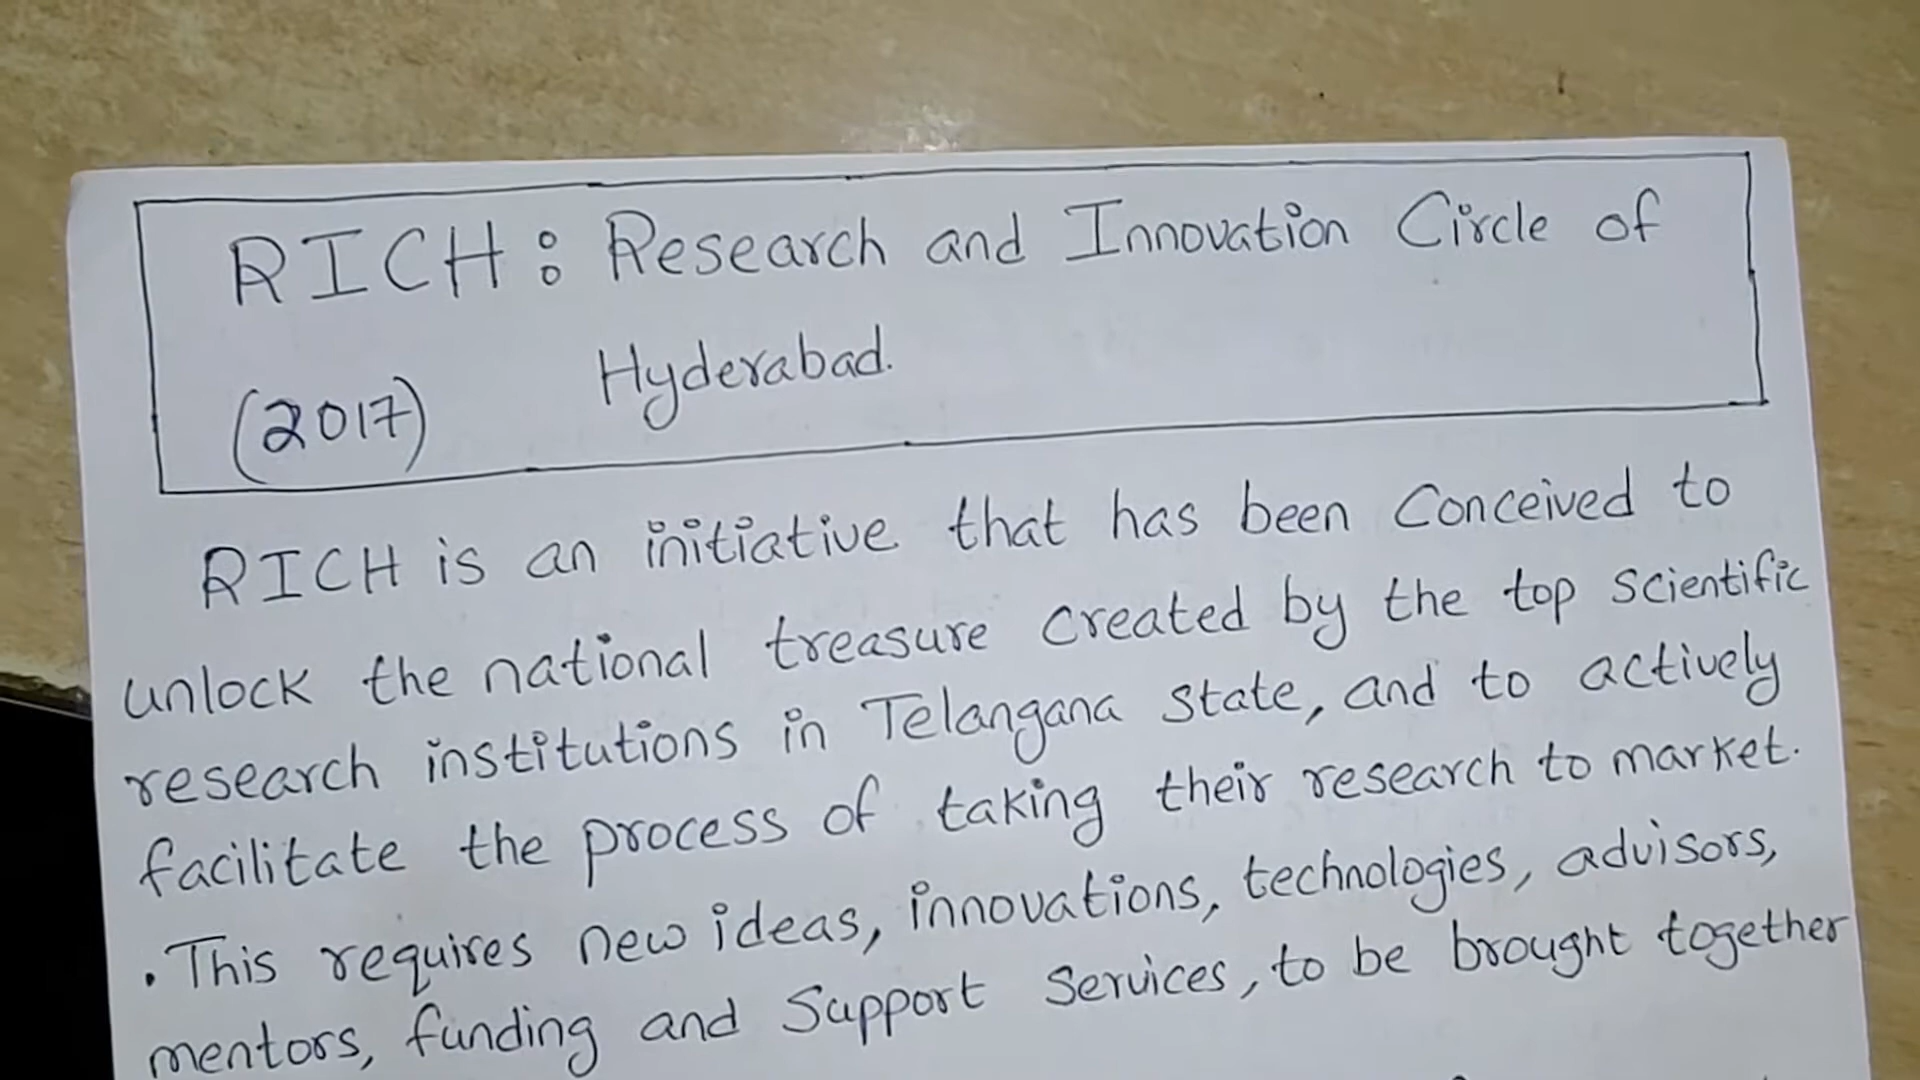 RICH: Research and Innovation Circle of
(2017) Hyderabad.
RICH is an initiative that has been Conceived to
unlock the national treasure created by the top scientific
research institutions in Telangana state, and to actively
facilitate the process of taking their research to market.
• This requires new ideas, innovations, technologies, advisors,
mentors, funding and Support Services, to be brought together